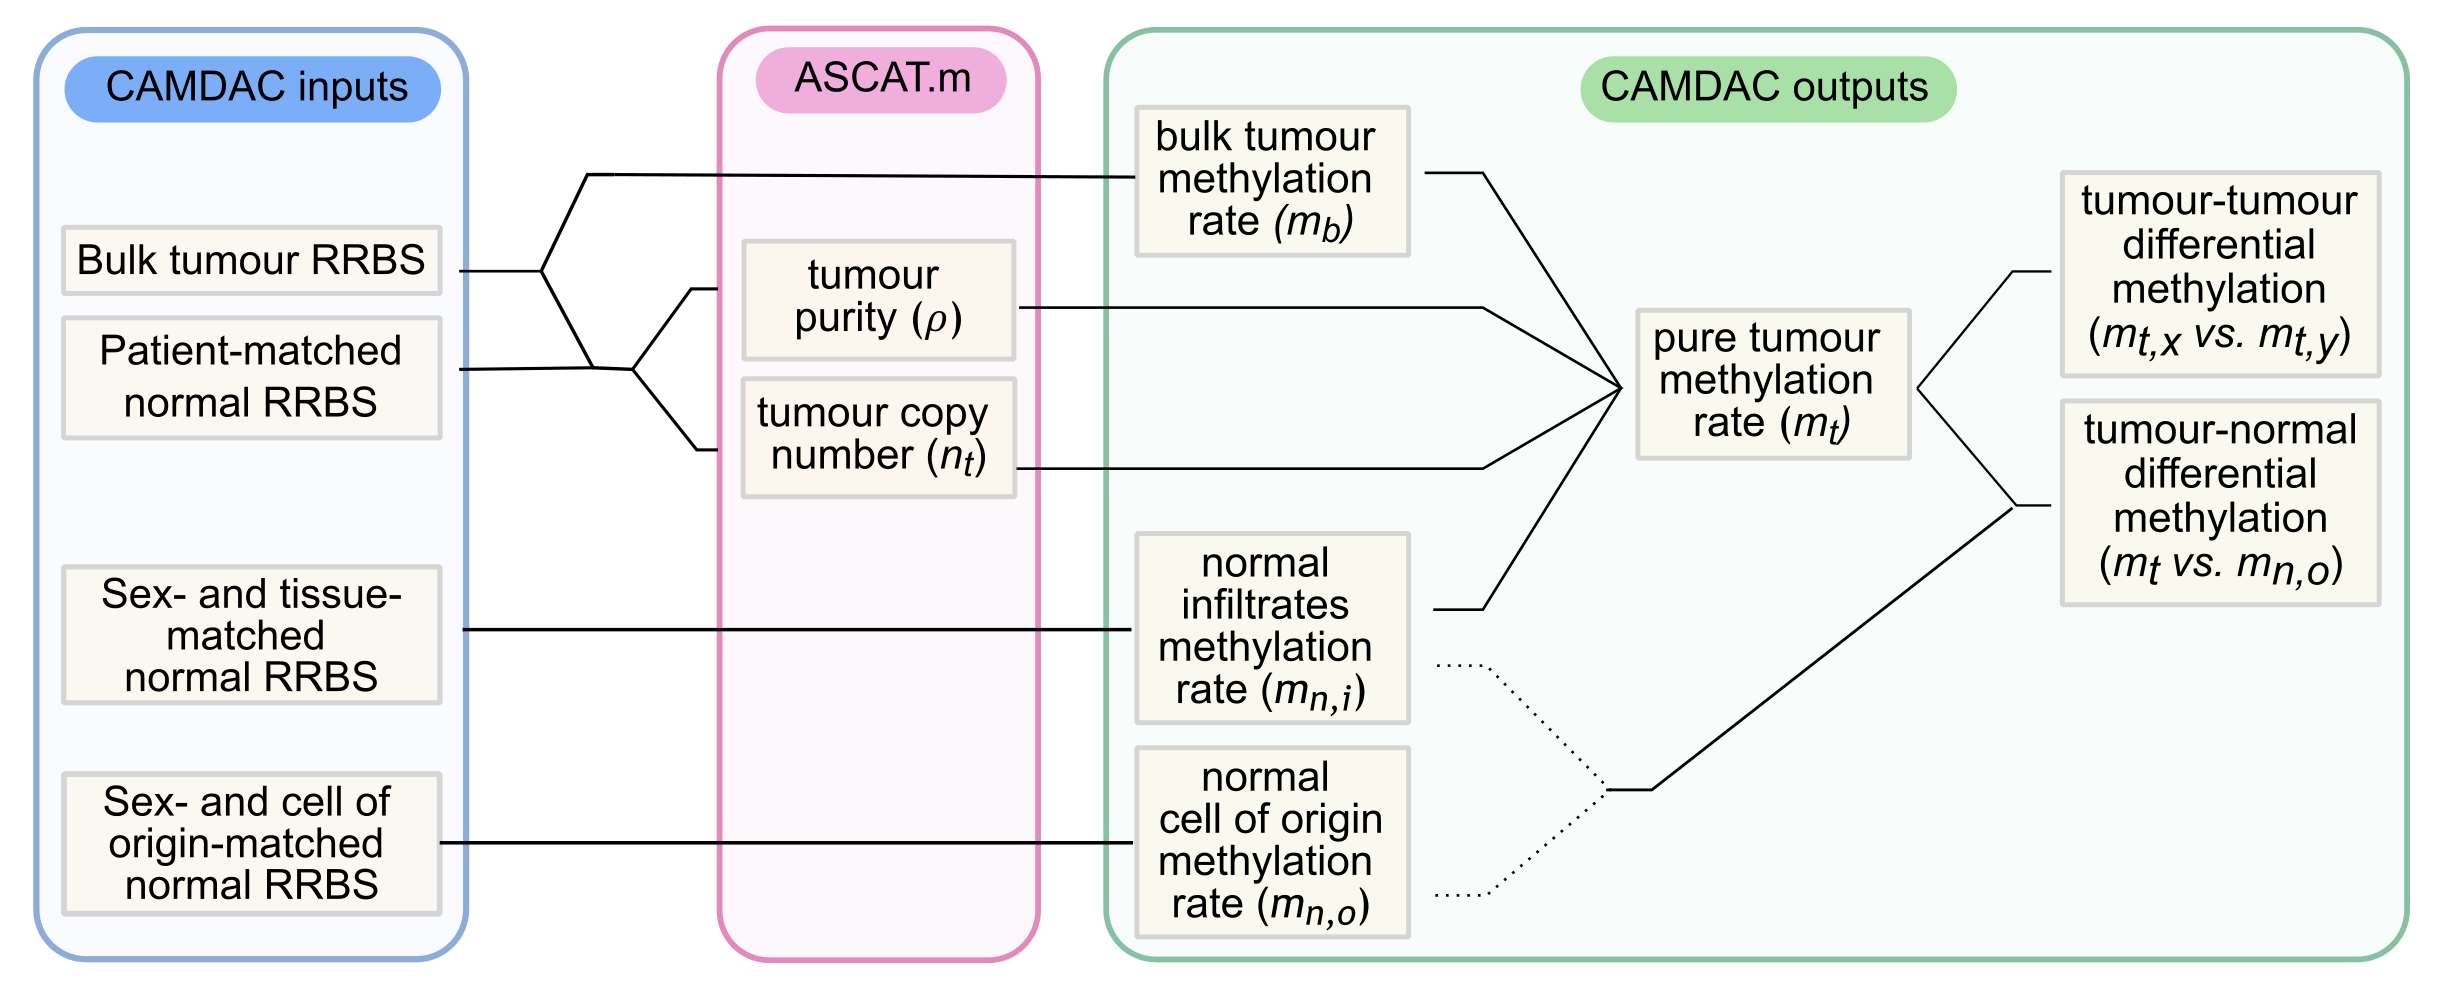 CAMDAC inputs
Bulk tumour RRBS
Patient-matched
normal RRBS
Sex- and tissue-
matched
normal RRBS
Sex- and cell of
origin-matched
normal RRBS
ASCAT.m
tumour
purity (ρ)
tumour copy
number (nt)
CAMDAC outputs
bulk tumour
methylation
rate (mb)
normal
infiltrates
methylation
rate (mn,i)
normal
cell of origin
methylation
rate (mn,o)
pure tumour
methylation
rate (mt)
tumour-tumour
differential
methylation
(mt,x vs. mt,y)
tumour-normal
differential
methylation
(mt vs. mn,o)